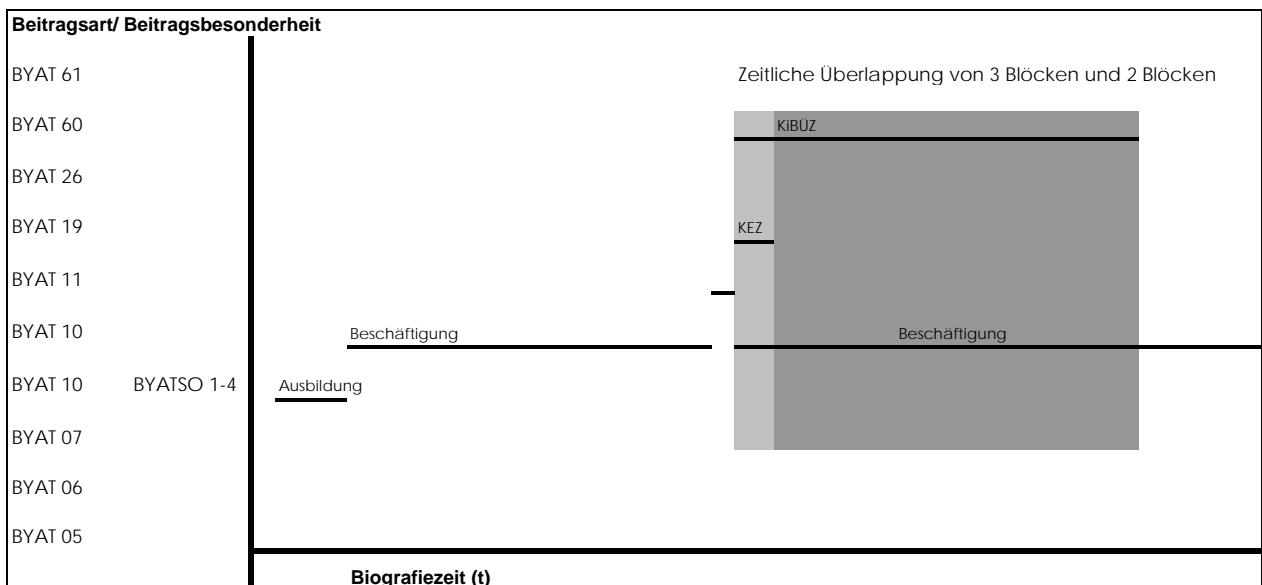 Beitragsart/ Beitragsbesonderheit
BYAT 61 Zeitliche Überlappung von 3 Blöcken und 2 Blöcken
BYAT 60 KiBÜZ
BYAT 26
BYAT 19 KEZ
BYAT 11
BYAT 10 Beschäftigung Beschäftigung
BYAT 10 BYATSO 1-4 Ausbildung
BYAT 07
BYAT 06
BYAT 05
Biografiezeit (t)